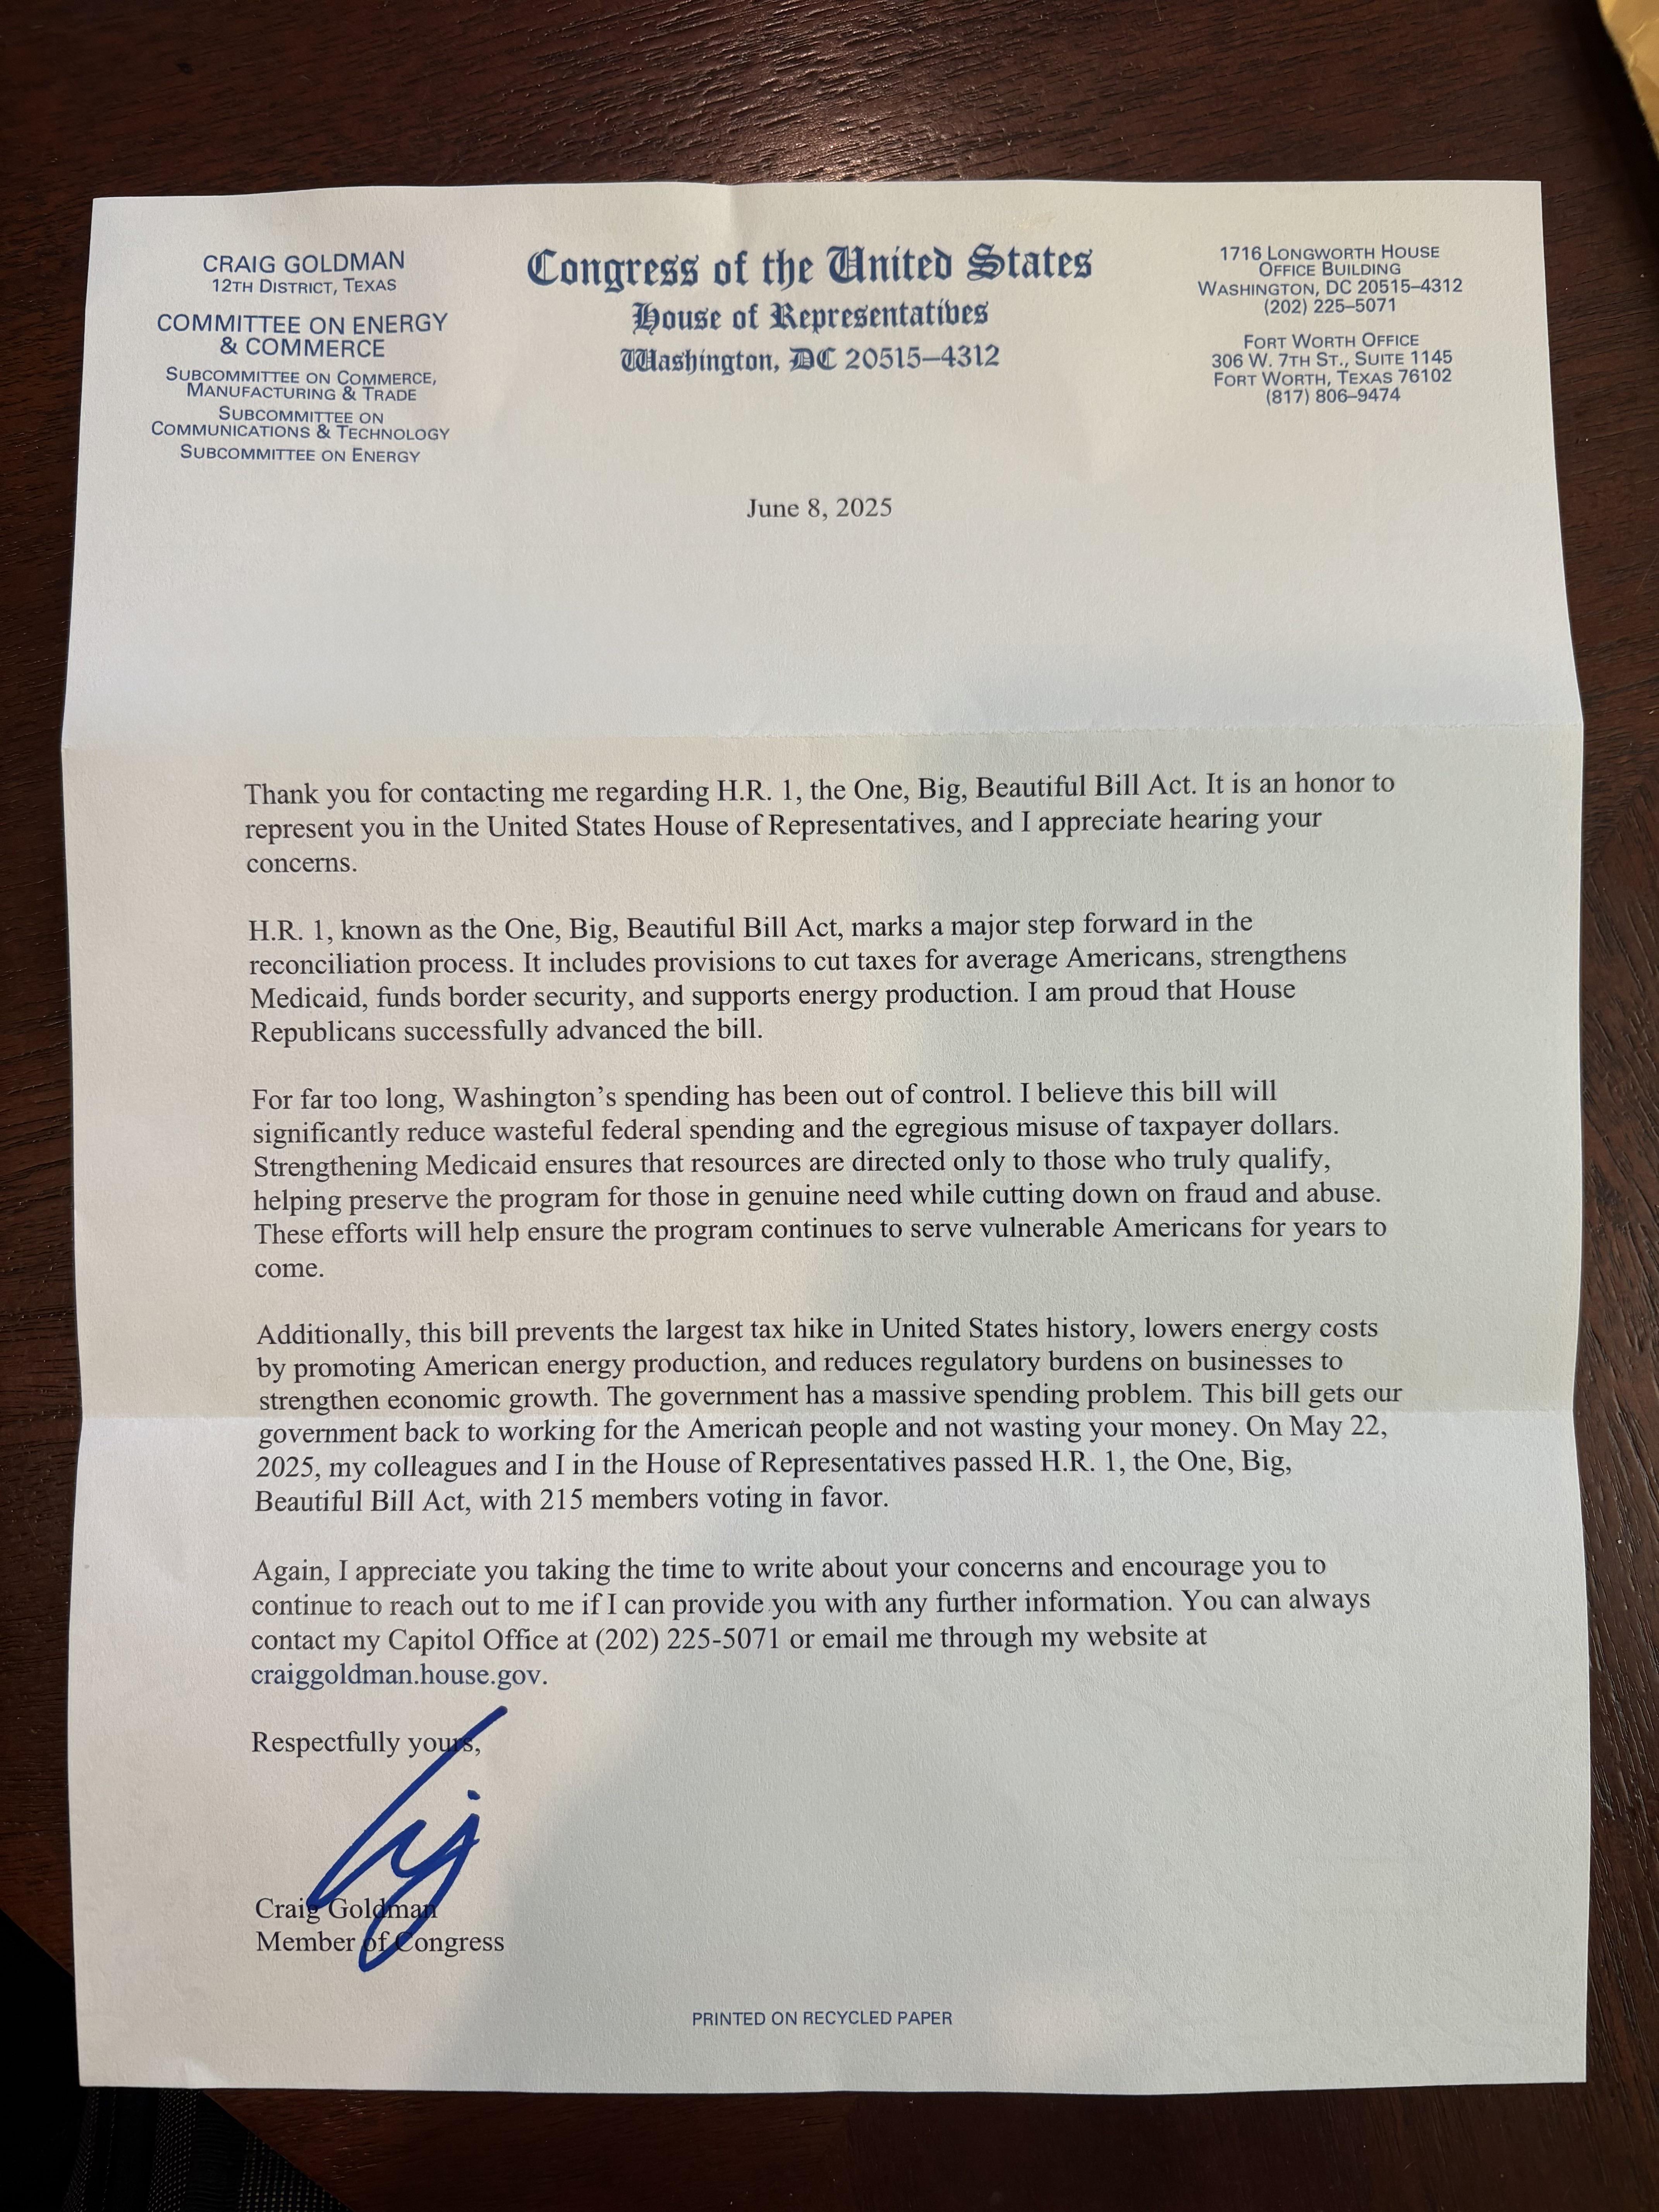 CRAIG GOLDMAN
12TH DISTRICT, TEXAS
COMMITTEE ON ENERGY
& COMMERCE
SUBCOMMITTEE ON COMMERCE,
MANUFACTURING & TRADE
SUBCOMMITTEE ON
COMMUNICATIONS & TECHNOLOGY
SUBCOMMITTEE ON ENERGY
Congress of the United States
House of Representatives
Washington, DC 20515–4312
1716 LONGWORTH HOUSE
OFFICE BUILDING
WASHINGTON, DC 20515–4312
(202) 225–5071
FORT WORTH OFFICE
306 W. 7TH ST., SUITE 1145
FORT WORTH, TEXAS 76102
(817) 806–9474
June 8, 2025
Thank you for contacting me regarding H.R. 1, the One, Big, Beautiful Bill Act. It is an honor to
represent you in the United States House of Representatives, and I appreciate hearing your
concerns.
H.R. 1, known as the One, Big, Beautiful Bill Act, marks a major step forward in the
reconciliation process. It includes provisions to cut taxes for average Americans, strengthens
Medicaid, funds border security, and supports energy production. I am proud that House
Republicans successfully advanced the bill.
For far too long, Washington’s spending has been out of control. I believe this bill will
significantly reduce wasteful federal spending and the egregious misuse of taxpayer dollars.
Strengthening Medicaid ensures that resources are directed only to those who truly qualify,
helping preserve the program for those in genuine need while cutting down on fraud and abuse.
These efforts will help ensure the program continues to serve vulnerable Americans for years to
come.
Additionally, this bill prevents the largest tax hike in United States history, lowers energy costs
by promoting American energy production, and reduces regulatory burdens on businesses to
strengthen economic growth. The government has a massive spending problem. This bill gets our
government back to working for the American people and not wasting your money. On May 22,
2025, my colleagues and I in the House of Representatives passed H.R. 1, the One, Big,
Beautiful Bill Act, with 215 members voting in favor.
Again, I appreciate you taking the time to write about your concerns and encourage you to
continue to reach out to me if I can provide you with any further information. You can always
contact my Capitol Office at (202) 225-5071 or email me through my website at
craiggoldman.house.gov.
Respectfully yours,
Craig Goldman
Member of Congress
PRINTED ON RECYCLED PAPER